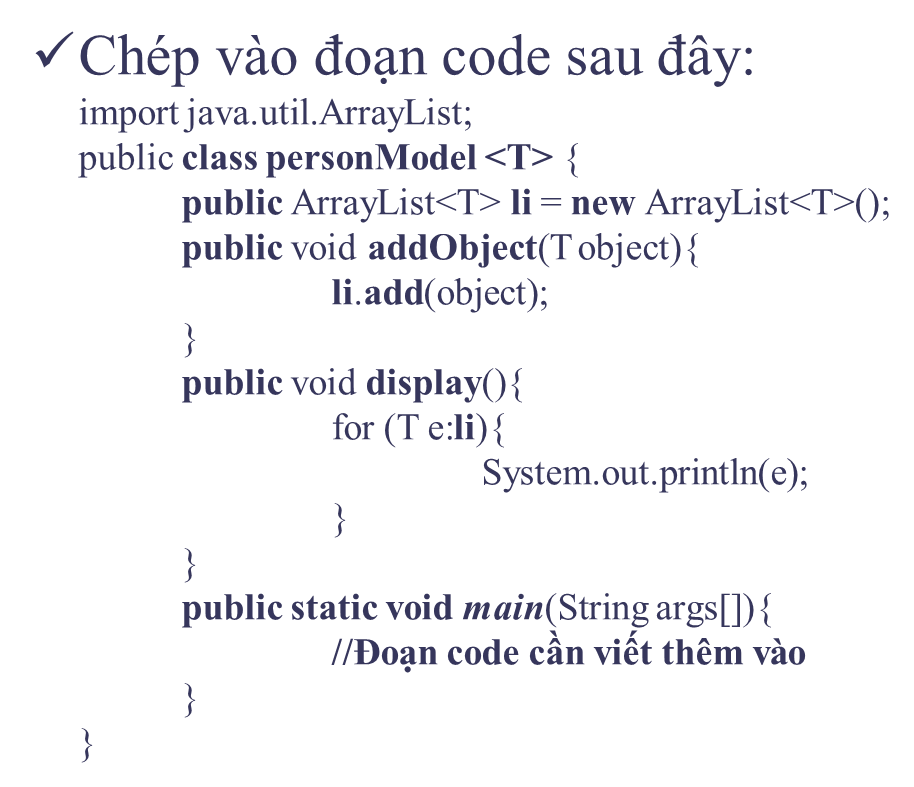 ✓Chép vào đoạn code sau đây:
import java.util.ArrayList;
public class personModel <T> {
public ArrayList<T> li = new ArrayList<T>();
public void addObject(T object){
li.add(object);
}
public void display(){
for (T e:li){
System.out.println(e);
}
}
public static void main(String args[]){
//Đoạn code cần viết thêm vào
}
}